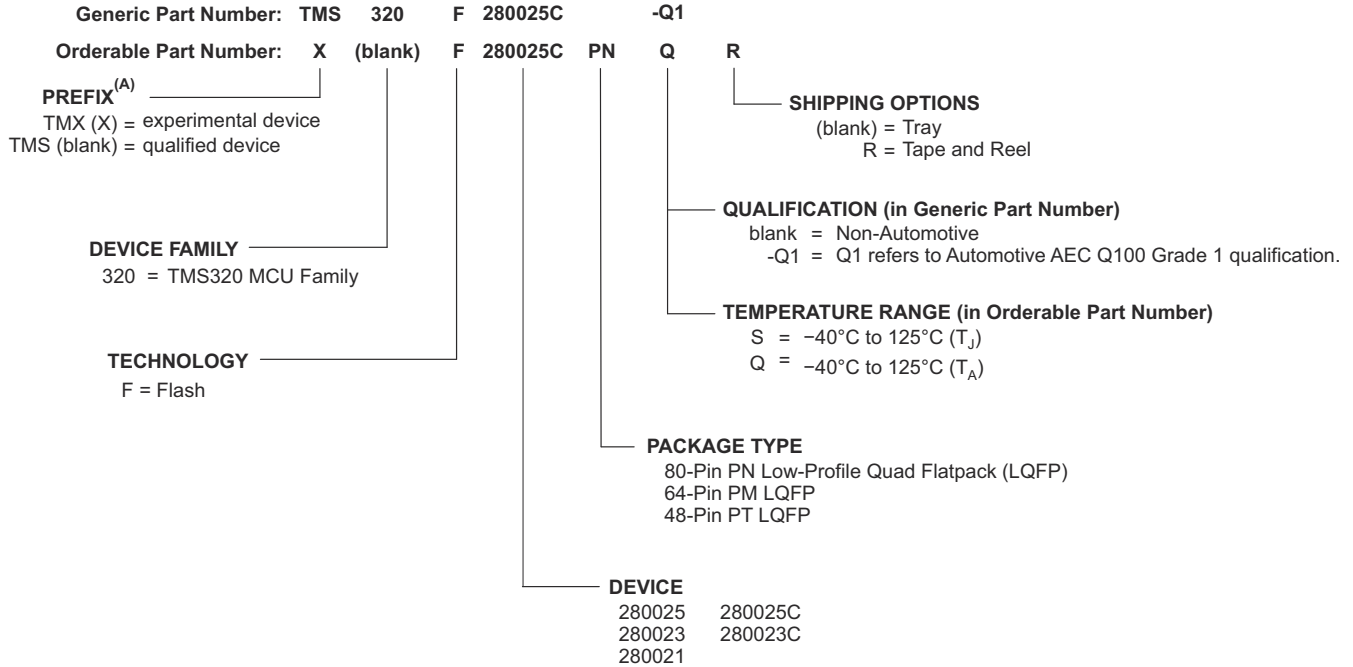 Generic Part Number: TMS 320 F 280025C -Q1
Orderable Part Number: X (blank) F 280025C PN Q R
PREFIX(A)
TMX (X) = experimental device
TMS (blank) = qualified device
SHIPPING OPTIONS
(blank) = Tray
R = Tape and Reel
QUALIFICATION (in Generic Part Number)
blank = Non-Automotive
-Q1 = Q1 refers to Automotive AEC Q100 Grade 1 qualification.
DEVICE FAMILY
320 = TMS320 MCU Family
TEMPERATURE RANGE (in Orderable Part Number)
S = −40°C to 125°C (TJ)
Q = −40°C to 125°C (TA)
TECHNOLOGY
F = Flash
PACKAGE TYPE
80-Pin PN Low-Profile Quad Flatpack (LQFP)
64-Pin PM LQFP
48-Pin PT LQFP
DEVICE
280025 280025C
280023 280023C
280021